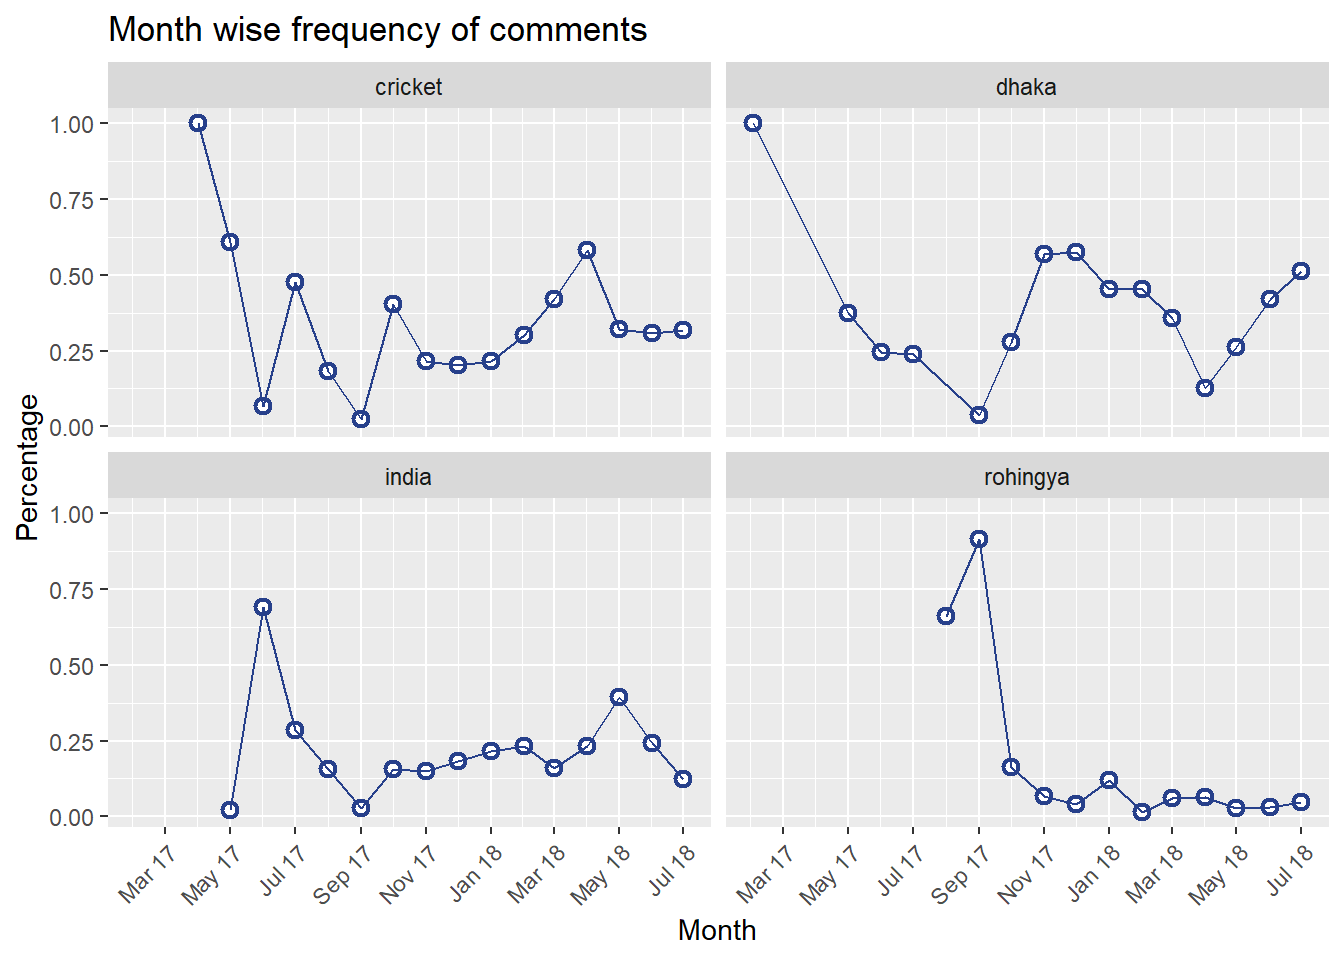 Month wise frequency of comments
cricket
dhaka
1.00
0.75
0.50
0.25
0.00
Percentage
india
rohingya
1.00
0.75
0.50
0.25
0.00
Mar 17
May 17
Jul 17
Sep 17
Nov 17
Jan 18
Mar 18
May 18
Jul 18
Mar 17
May 17
Jul 17
Sep 17
Nov 17
Jan 18
Mar 18
May 18
Jul 18
Month